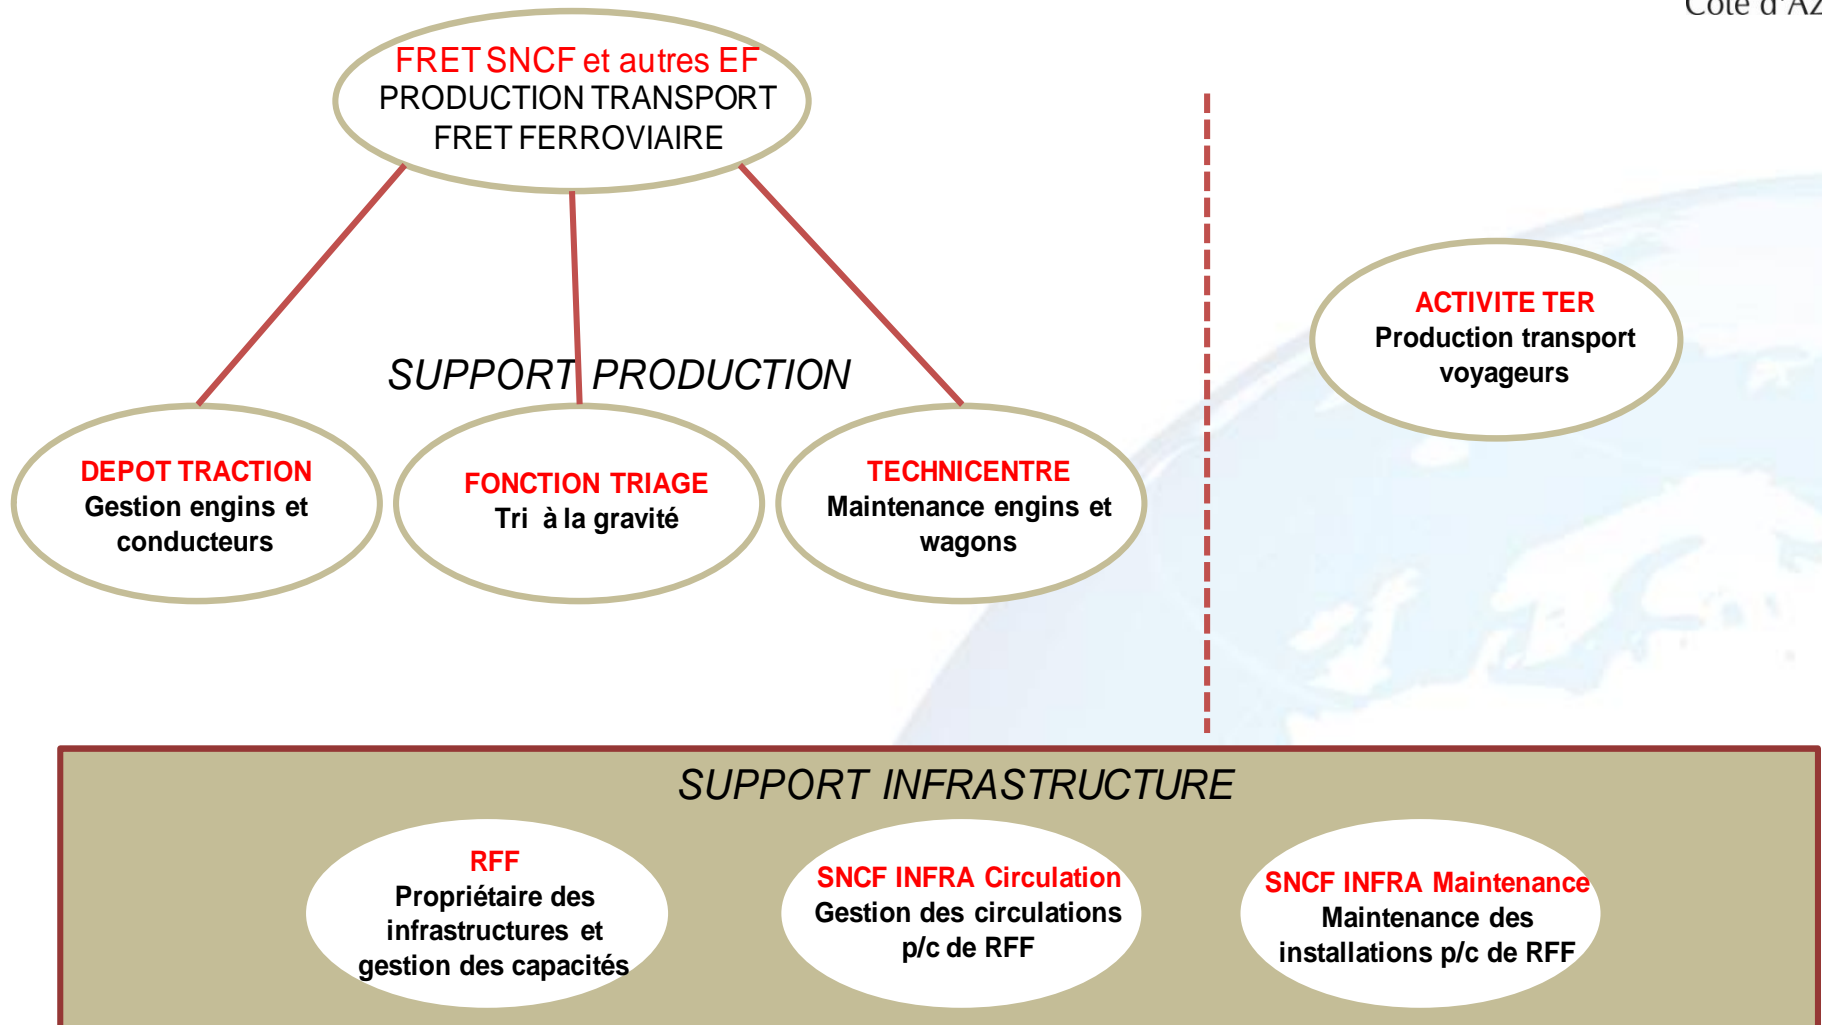 Côte d'Az
FRET SNCF et autres EF
PRODUCTION TRANSPORT
FRET FERROVIAIRE
ACTIVITE TER
Production transport
voyageurs
SUPPORT PRODUCTION
DEPOT TRACTION
Gestion engins et
conducteurs
FONCTION TRIAGE
Tri à la gravité
TECHNICENTRE
Maintenance engins et
wagons
SUPPORT INFRASTRUCTURE
RFF
Propriétaire des
infrastructures et
gestion des capacités
SNCF INFRA Circulation
Gestion des circulations
p/c de RFF
SNCF INFRA Maintenance
Maintenance des
installations p/c de RFF